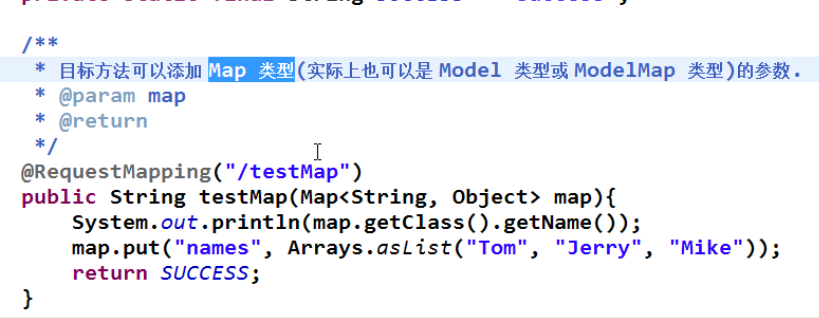 /**
* 目标方法可以添加 Map 类型(实际上也可以是 Model 类型或 ModelMap 类型)的参数.
* @param map
* @return
*/
@RequestMapping("/testMap")
public String testMap(Map<String, Object> map){
System.out.println(map.getClass().getName());
map.put("names", Arrays.asList("Tom", "Jerry", "Mike"));
return SUCCESS;
}